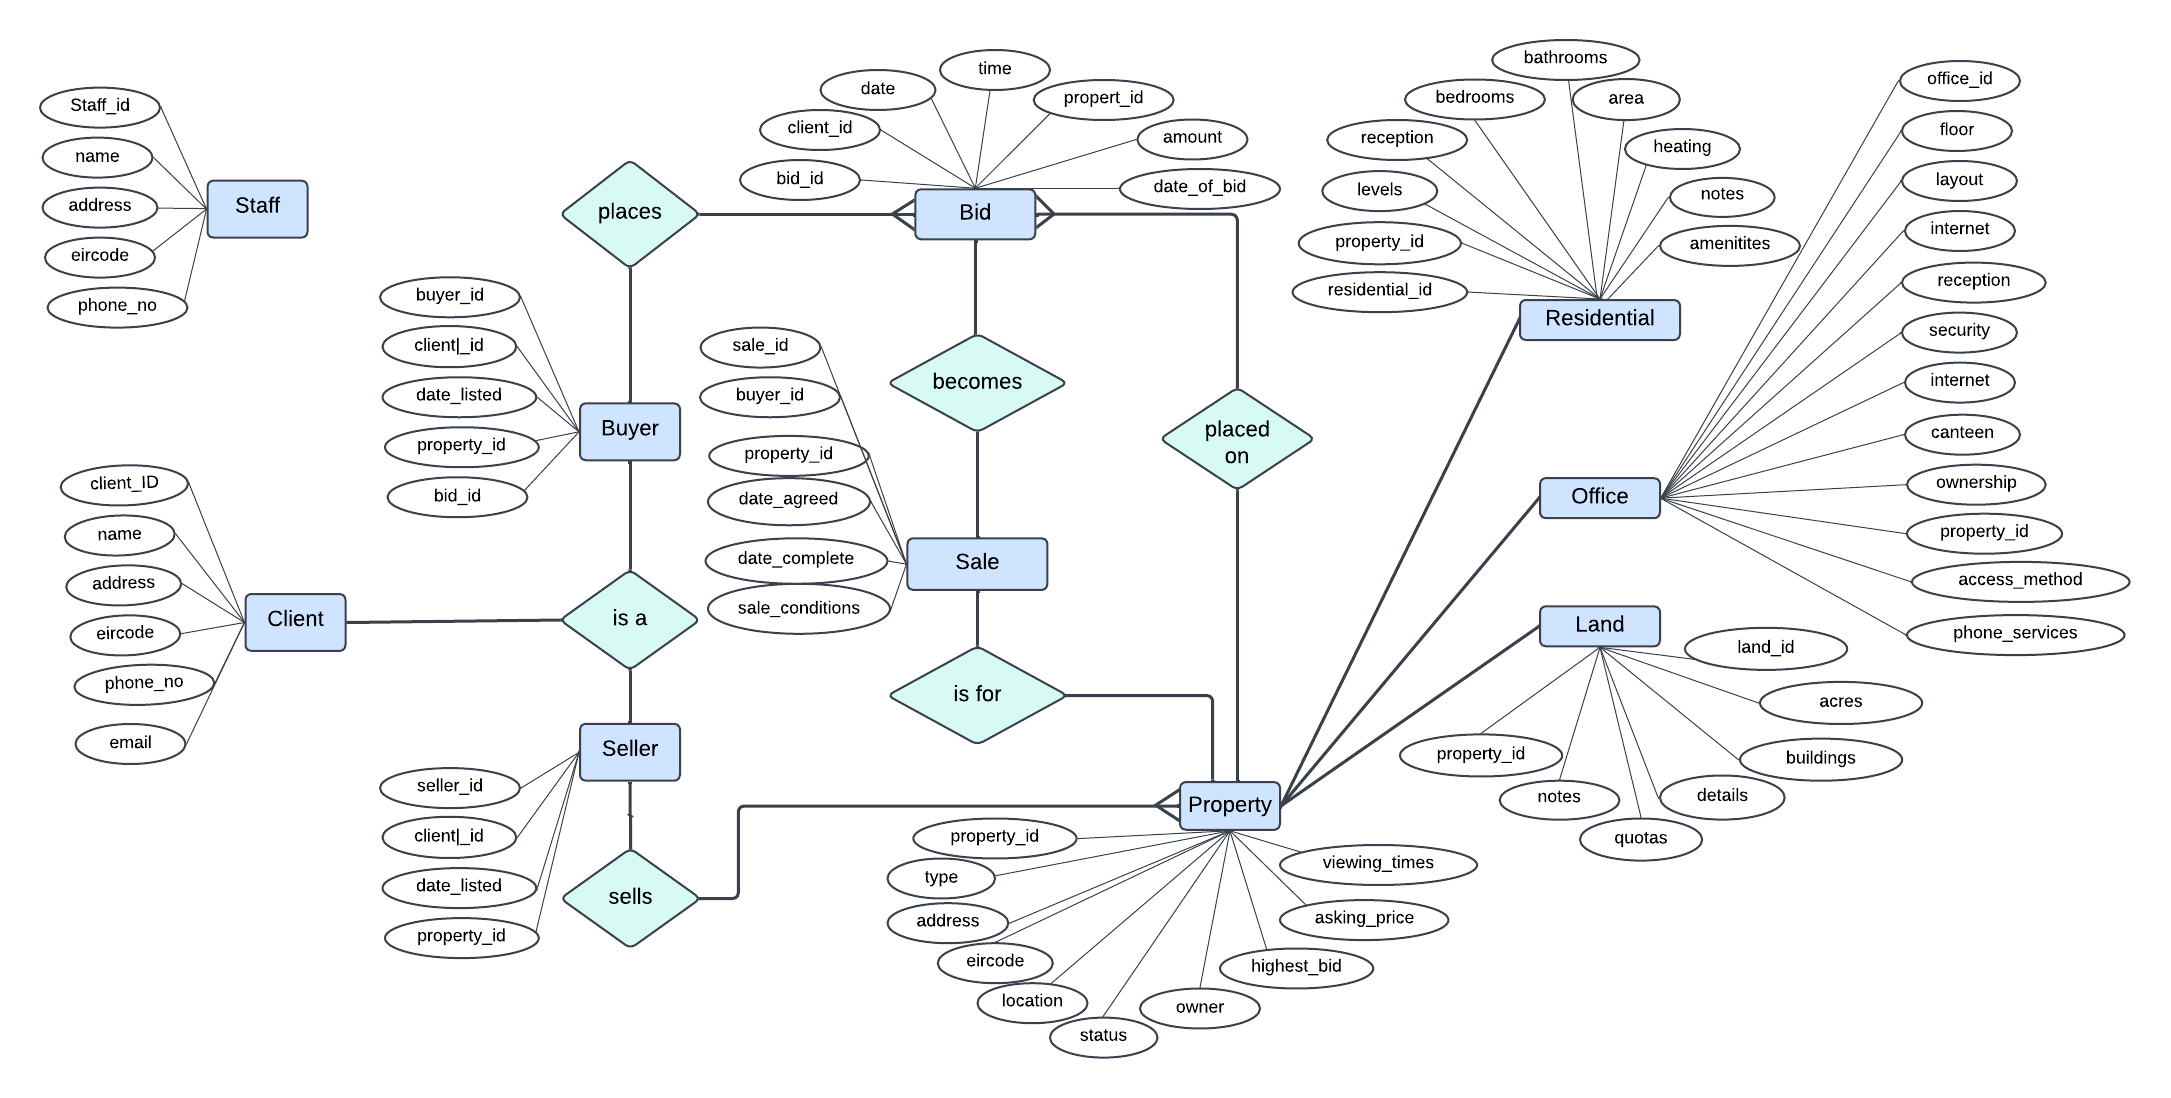 Staff_id
name
address
eircode
phone_no
Staff
places
date
time
propert_id
client_id
amount
bid_id
date_of_bid
Bid
bathrooms
bedrooms
area
reception
heating
levels
notes
property_id
amenitites
residential_id
Residential
office_id
floor
layout
internet
reception
security
internet
canteen
ownership
property_id
access_method
phone_services
Office
buyer_id
client|_id
date_listed
property_id
bid_id
Buyer
becomes
placed
on
sale_id
buyer_id
property_id
date_agreed
date_complete
sale_conditions
Sale
client_ID
name
address
eircode
phone_no
email
Client
is a
is for
Land
land_id
acres
buildings
details
quotas
notes
property_id
Seller
seller_id
client|_id
date_listed
property_id
sells
Property
property_id
type
address
eircode
location
status
owner
highest_bid
asking_price
viewing_times